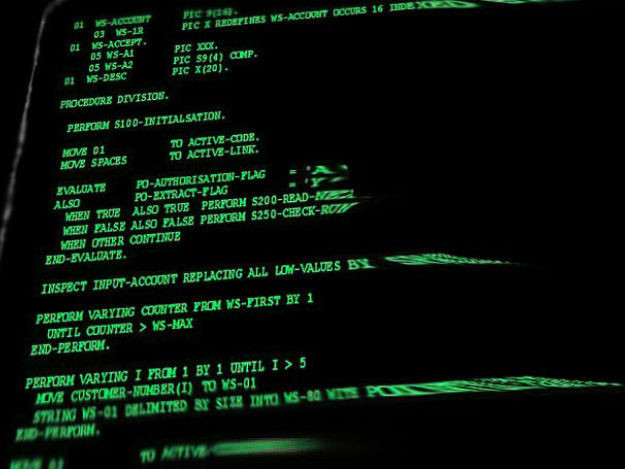 01 WS-ACCOUNT PIC 9(16).
03 WS-1R PIC X REDEFINES WS-ACCOUNT OCCURS 16
01 WS-ACCEPT.
05 WS-A1 PIC XXX.
05 WS-A2 PIC S9(4) COMP.
01 WS-DESC PIC X(20).
PROCEDURE DIVISION.
PERFORM S100-INITIALSATION.
MOVE 01 TO ACTIVE-CODE.
MOVE SPACES TO ACTIVE-LINK.
EVALUATE PO-AUTHORISATION-FLAG = 'A'
ALSO PO-EXTRACT-FLAG = 'Y'
WHEN TRUE ALSO TRUE PERFORM S200-READ-
WHEN FALSE ALSO FALSE PERFORM S250-CHECK-RUN
WHEN OTHER CONTINUE
END-EVALUATE.
INSPECT INPUT-ACCOUNT REPLACING ALL LOW-VALUES BY
PERFORM VARYING COUNTER FROM WS-FIRST BY 1
UNTIL COUNTER > WS-MAX
END-PERFORM.
PERFORM VARYING I FROM 1 BY 1 UNTIL I > 5
MOVE CUSTOMER-NUMBER(I) TO WS-01
STRING WS-01 DELIMITED BY SIZE INTO WS-80 WITH
END-PERFORM.
MOVE 03 TO ACTIVE-